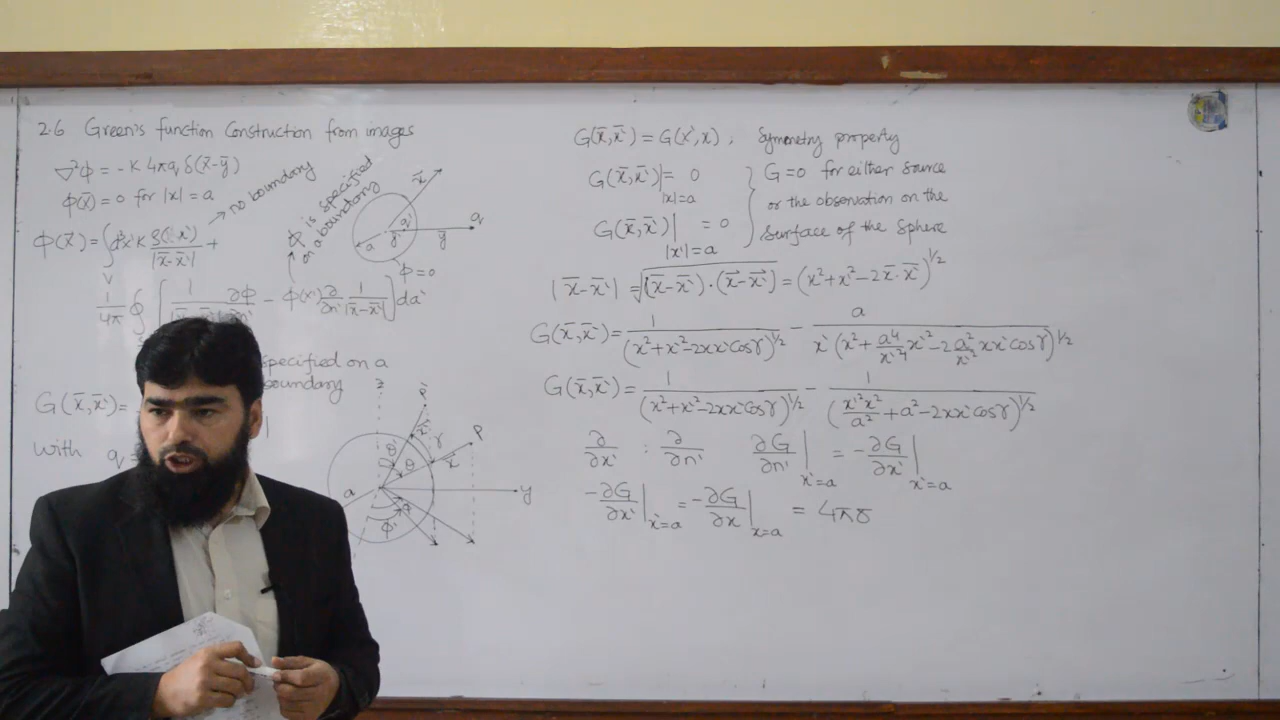 2.6 Green's function Construction from images
∇²Φ = -K 4πq δ(x̄-ȳ)
Φ(x̄) = 0 for |x| = a
→ no boundary
Φ is specified on a boundary
Φ(x̄) = ∫ d³x' K ρ(x̄') / |x̄-x̄'| +
V
1/4π ∮ [ 1 ∂Φ/∂n' - Φ(x') ∂/∂n' 1/|x̄-x̄'| ] da'
specified on a
boundary
G(x̄,x̄') =
with q
x̄
a
q'
y'
y
q
Φ=0
z
P'
x̄'
γ
P
x̄
θ'
θ
a
y
Φ'
Φ
G(x̄,x̄') = G(x',x) ; Symmetry property
G(x̄,x̄')| |x|=a = 0 } G=0 for either source
or the observation on the
G(x̄,x̄')| |x'|=a = 0 surface of the sphere
|x̄-x̄'| = √(x̄-x̄')·(x̄-x̄') = (x²+x'²-2x̄·x̄')^1/2
G(x̄,x̄') = 1/(x²+x'²-2xx'cosγ)^1/2 - a/(x'(x²+a⁴/x'⁴ x'²-2a²/x'² xx'cosγ)^1/2)
G(x̄,x̄') = 1/(x²+x'²-2xx'cosγ)^1/2 - 1/(x'²x²/a²+a²-2xx'cosγ)^1/2
∂/∂x' : ∂/∂n' ∂G/∂n'| x'=a = -∂G/∂x'| x'=a
-∂G/∂x'| x'=a = -∂G/∂x| x=a = 4πσ